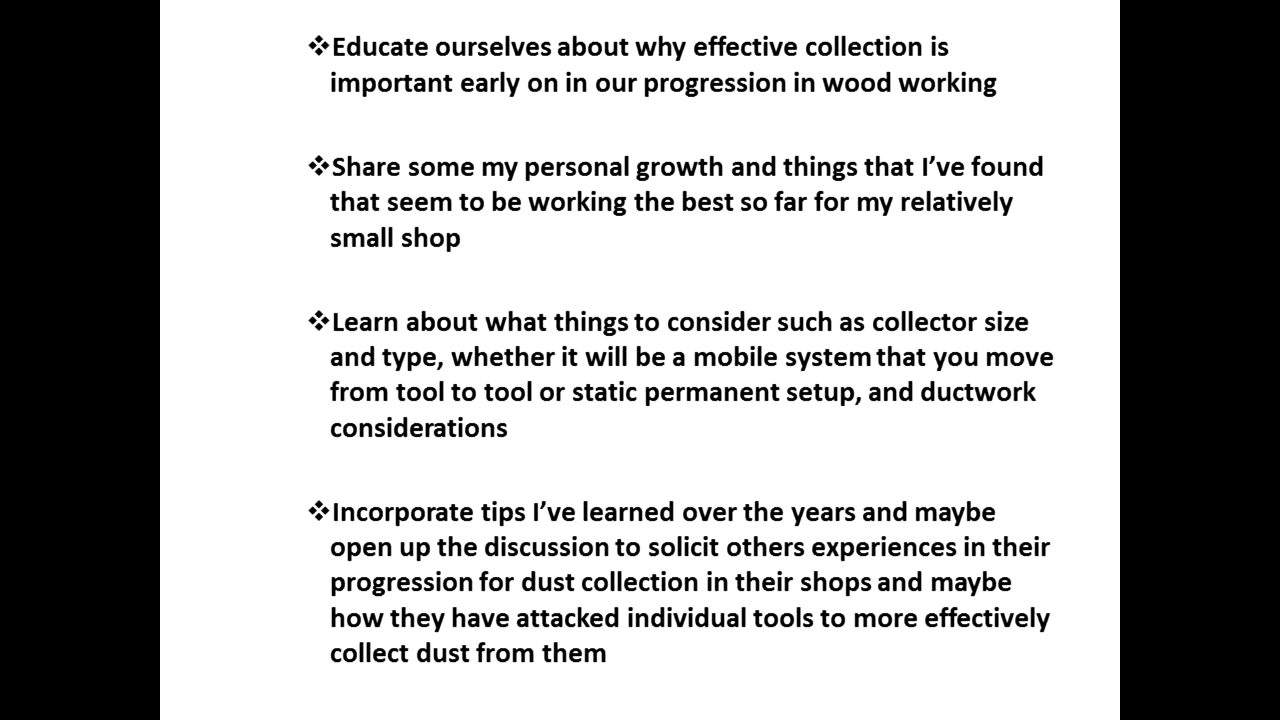 ❖Educate ourselves about why effective collection is
important early on in our progression in wood working
❖Share some my personal growth and things that I’ve found
that seem to be working the best so far for my relatively
small shop
❖Learn about what things to consider such as collector size
and type, whether it will be a mobile system that you move
from tool to tool or static permanent setup, and ductwork
considerations
❖Incorporate tips I’ve learned over the years and maybe
open up the discussion to solicit others experiences in their
progression for dust collection in their shops and maybe
how they have attacked individual tools to more effectively
collect dust from them